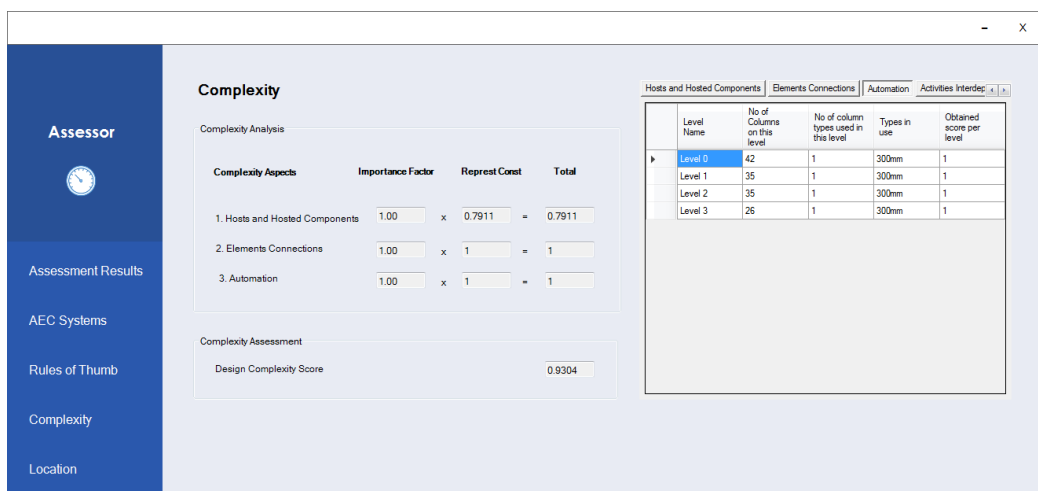 - X
Assessor
Assessment Results
AEC Systems
Rules of Thumb
Complexity
Location
Complexity
Complexity Analysis
Complexity Aspects Importance Factor Represt Const Total
1. Hosts and Hosted Components 1.00 x 0.7911 = 0.7911
2. Elements Connections 1.00 x 1 = 1
3. Automation 1.00 x 1 = 1
Complexity Assessment
Design Complexity Score 0.9304
Hosts and Hosted Components Elements Connections Automation Activities Interdep
Level Name No of Columns on this level No of column types used in this level Types in use Obtained score per level
Level 0 42 1 300mm 1
Level 1 35 1 300mm 1
Level 2 35 1 300mm 1
Level 3 26 1 300mm 1